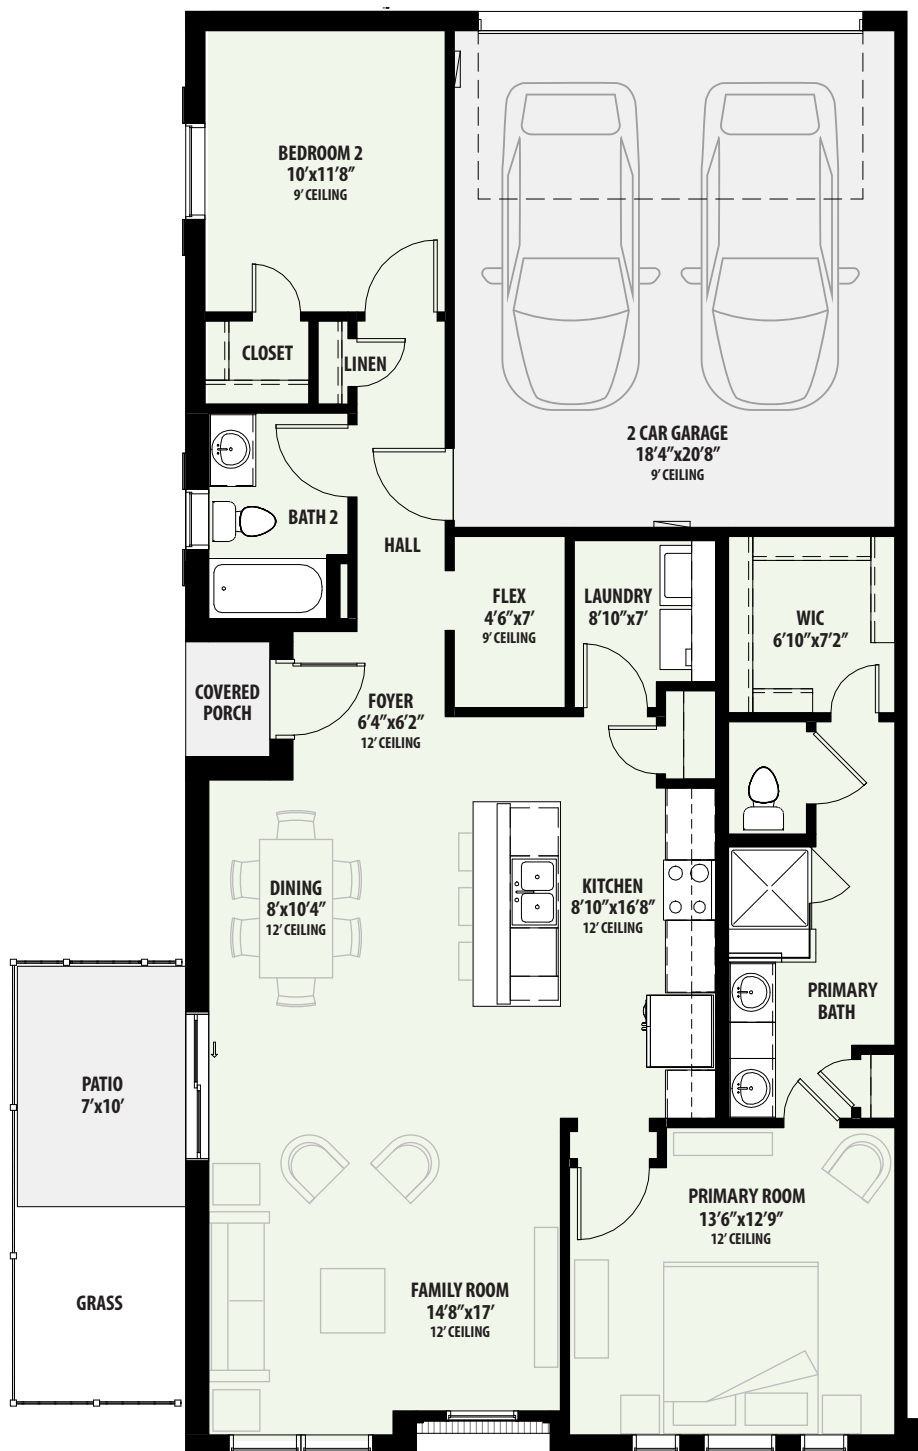 BEDROOM 2
10'x11'8"
9' CEILING
CLOSET
LINEN
2 CAR GARAGE
18'4"x20'8"
9' CEILING
BATH 2
HALL
FLEX
4'6"x7'
9' CEILING
LAUNDRY
8'10"x7'
WIC
6'10"x7'2"
COVERED
PORCH
FOYER
6'4"x6'2"
12' CEILING
DINING
8'x10'4"
12' CEILING
KITCHEN
8'10"x16'8"
12' CEILING
PRIMARY
BATH
PATIO
7'x10'
PRIMARY ROOM
13'6"x12'9"
12' CEILING
FAMILY ROOM
14'8"x17'
12' CEILING
GRASS